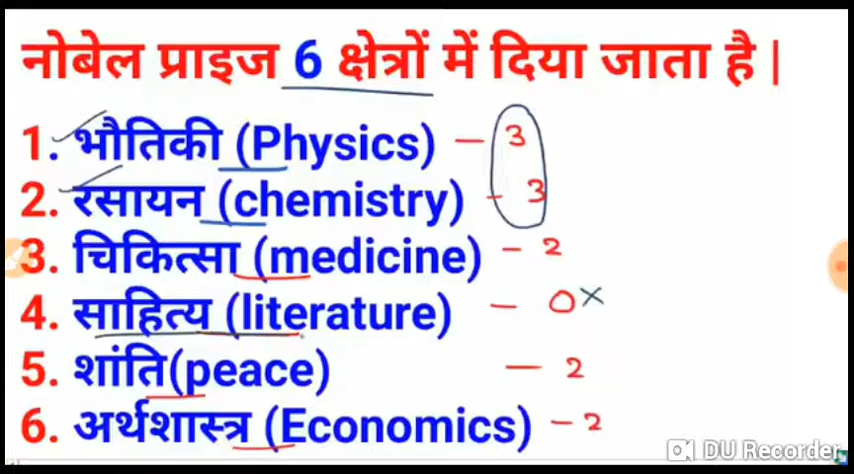 नोबेल प्राइज 6 क्षेत्रों में दिया जाता है |
1. भौतिकी (Physics) - 3
2. रसायन (chemistry) - 3
3. चिकित्सा (medicine) - 2
4. साहित्य (literature) - 0×
5. शांति(peace) - 2
6. अर्थशास्त्र (Economics) - 2
DU Recorder